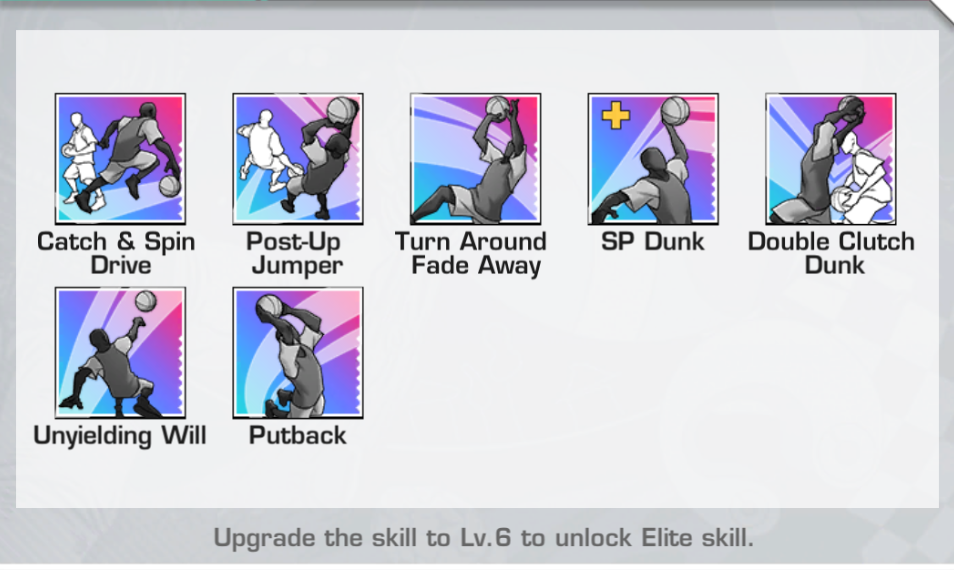 Catch & Spin
Drive
Post-Up
Jumper
Turn Around
Fade Away
SP Dunk
Double Clutch
Dunk
Unyielding Will
Putback
Upgrade the skill to Lv.6 to unlock Elite skill.